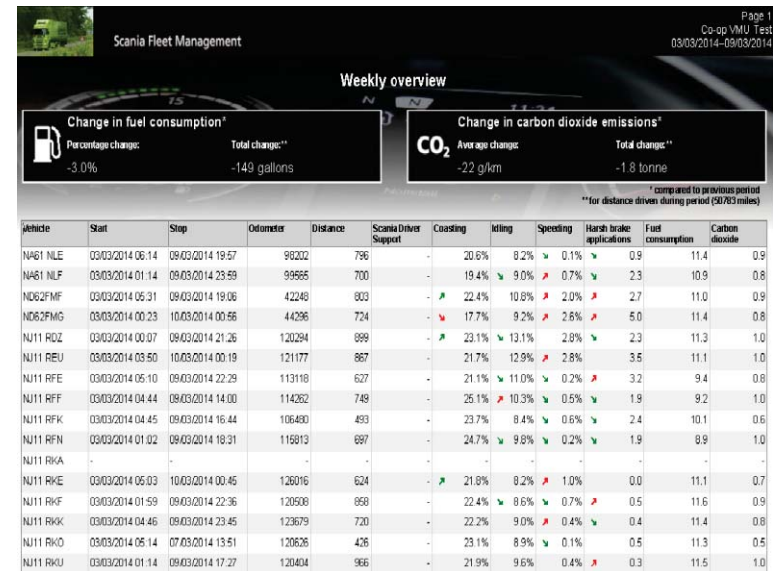 Page 1
Co-op VMU Test
03/03/2014–09/03/2014
Scania Fleet Management
Weekly overview
Change in fuel consumption*
Percentage change: Total change:**
-3.0% -149 gallons
Change in carbon dioxide emissions*
CO₂ Average change: Total change:**
-22 g/km -1.8 tonne
* compared to previous period
**for distance driven during period (50783 miles)
Vehicle Start Stop Odometer Distance Scania Driver Support Coasting Idling Speeding Harsh brake applications Fuel consumption Carbon dioxide
NA61 NLE 03/03/2014 06:14 09/03/2014 19:57 98202 796 - 20.6% 8.2% 0.1% 0.9 11.4 0.9
NA61 NLF 03/03/2014 01:14 09/03/2014 23:59 99565 700 - 19.4% 9.0% 0.7% 2.3 10.9 0.8
ND62FMF 03/03/2014 05:31 09/03/2014 19:06 42248 803 - 22.4% 10.8% 2.0% 2.7 11.0 0.9
ND62FMG 03/03/2014 00:23 10/03/2014 00:56 44296 724 - 17.7% 9.2% 2.6% 5.0 11.4 0.8
NJ11 RDZ 03/03/2014 00:07 09/03/2014 21:26 120294 899 - 23.1% 13.1% 2.8% 2.3 11.3 1.0
NJ11 REU 03/03/2014 03:50 10/03/2014 00:19 121177 867 - 21.7% 12.9% 2.8% 3.5 11.1 1.0
NJ11 RFE 03/03/2014 05:10 09/03/2014 22:29 113118 627 - 21.1% 11.0% 0.2% 3.2 9.4 0.8
NJ11 RFF 03/03/2014 04:44 09/03/2014 14:00 114262 749 - 25.1% 10.3% 0.5% 1.9 9.2 1.0
NJ11 RFK 03/03/2014 04:45 09/03/2014 16:44 106480 493 - 23.7% 8.4% 0.6% 2.4 10.1 0.6
NJ11 RFN 03/03/2014 01:02 09/03/2014 18:31 115813 697 - 24.7% 9.8% 0.2% 1.9 8.9 1.0
NJ11 RKA - - - - - - - - - - -
NJ11 RKE 03/03/2014 05:03 10/03/2014 00:45 126016 624 - 21.8% 8.2% 1.0% 0.0 11.1 0.7
NJ11 RKF 03/03/2014 01:59 09/03/2014 22:36 120508 858 - 22.4% 8.6% 0.7% 0.5 11.6 0.9
NJ11 RKK 03/03/2014 04:46 09/03/2014 23:45 123679 720 - 22.2% 9.0% 0.4% 0.4 11.4 0.8
NJ11 RKO 03/03/2014 05:14 07/03/2014 13:51 120626 426 - 23.1% 8.9% 0.1% 0.5 11.3 0.5
NJ11 RKU 03/03/2014 01:14 09/03/2014 17:27 120404 966 - 21.9% 9.6% 0.4% 0.3 11.5 1.0